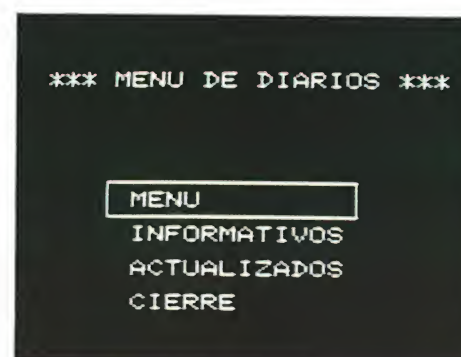 *** MENU DE DIARIOS ***
MENU
INFORMATIVOS
ACTUALIZADOS
CIERRE